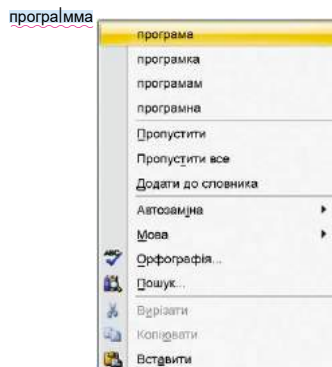 программа
програма
програмка
програмам
програмна
Пропустити
Пропустити все
Додати до словника
Автозаміна
Мова
Орфографія...
Пошук...
Вирізати
Копіювати
Вставити